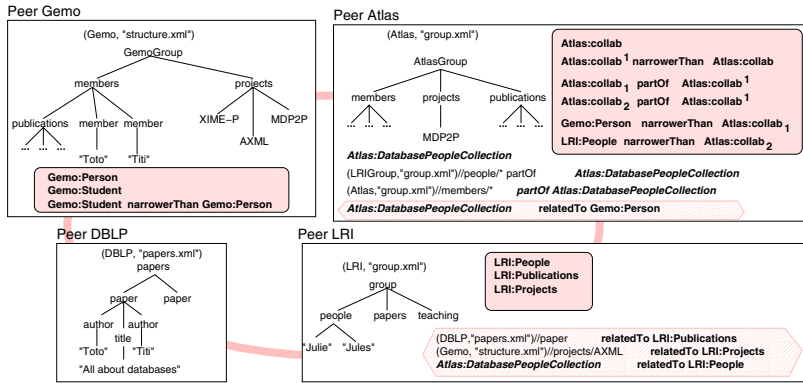 Peer Gemo
(Gemo, "structure.xml")
GemoGroup
members
projects
publications
member
member
XIME-P
MDP2P
AXML
... ... ...
"Toto"
"Titi"
Gemo:Person
Gemo:Student
Gemo:Student narrowerThan Gemo:Person
Peer Atlas
(Atlas, "group.xml")
AtlasGroup
members
projects
publications
... ... ...
MDP2P
... ... ...
Atlas:collab
Atlas:collab1 narrowerThan Atlas:collab
Atlas:collab1 partOf Atlas:collab1
Atlas:collab2 partOf Atlas:collab1
Gemo:Person narrowerThan Atlas:collab1
LRI:People narrowerThan Atlas:collab2
Atlas:DatabasePeopleCollection
(LRIGroup,"group.xml")//people/* partOf Atlas:DatabasePeopleCollection
(Atlas,"group.xml")//members/* partOf Atlas:DatabasePeopleCollection
Atlas:DatabasePeopleCollection relatedTo Gemo:Person
Peer DBLP
(DBLP, "papers.xml")
papers
paper
paper
author
author
title
"Toto"
"Titi"
"All about databases"
Peer LRI
(LRI, "group.xml")
group
people
papers
teaching
"Julie"
"Jules"
LRI:People
LRI:Publications
LRI:Projects
(DBLP,"papers.xml")//paper relatedTo LRI:Publications
(Gemo, "structure.xml")//projects/AXML relatedTo LRI:Projects
Atlas:DatabasePeopleCollection relatedTo LRI:People